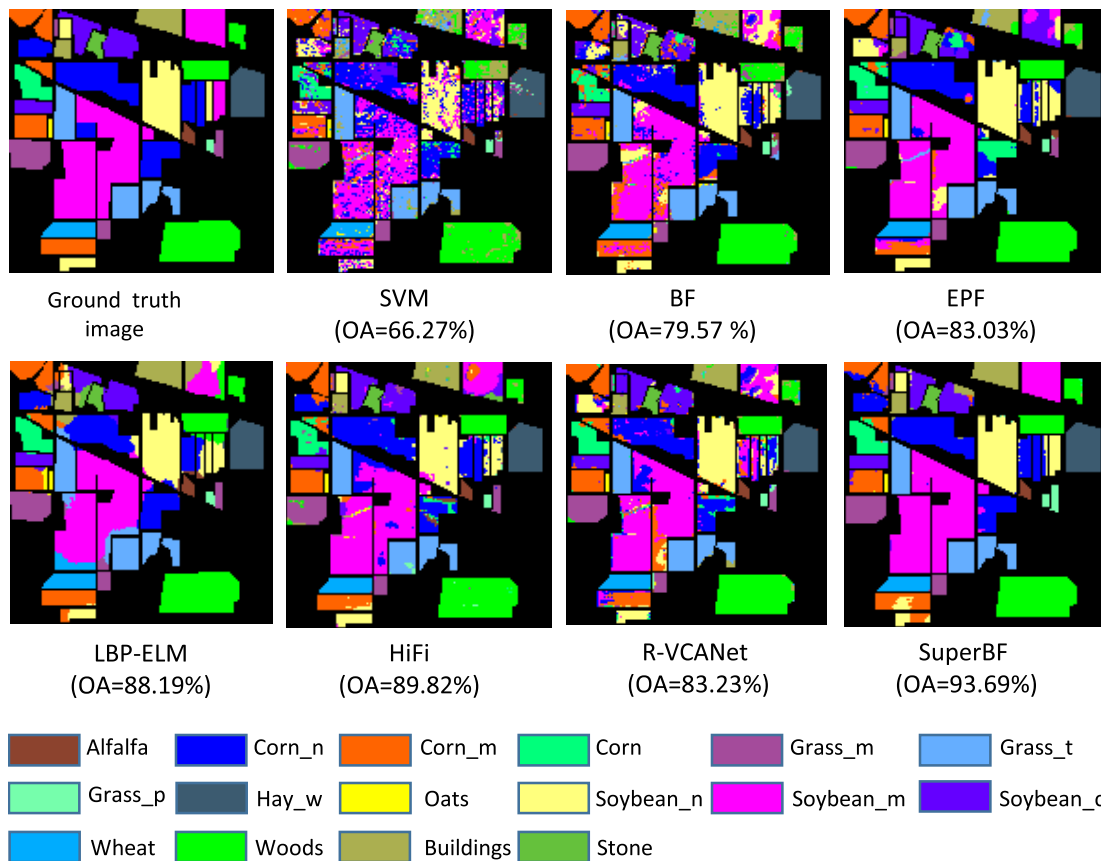 Ground truth
image
SVM
(OA=66.27%)
BF
(OA=79.57 %)
EPF
(OA=83.03%)
LBP-ELM
(OA=88.19%)
HiFi
(OA=89.82%)
R-VCANet
(OA=83.23%)
SuperBF
(OA=93.69%)
Alfalfa Corn_n Corn_m Corn Grass_m Grass_t
Grass_p Hay_w Oats Soybean_n Soybean_m Soybean_c
Wheat Woods Buildings Stone